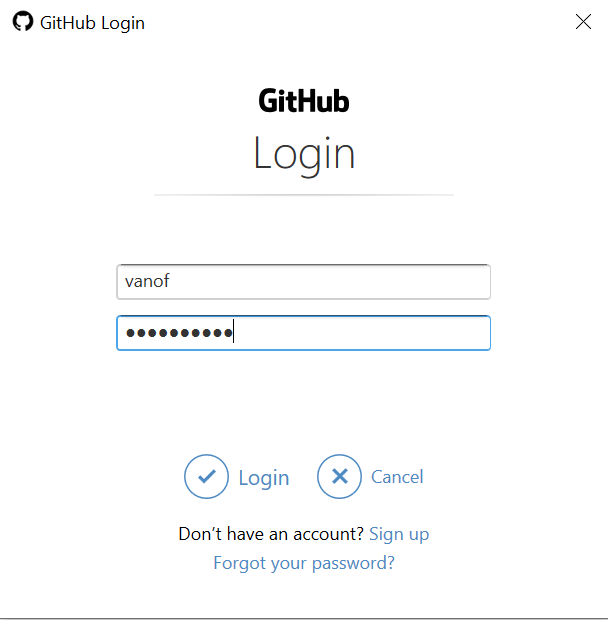 GitHub Login
GitHub
Login
vanof
●●●●●●●●●●
Login Cancel
Don’t have an account? Sign up
Forgot your password?